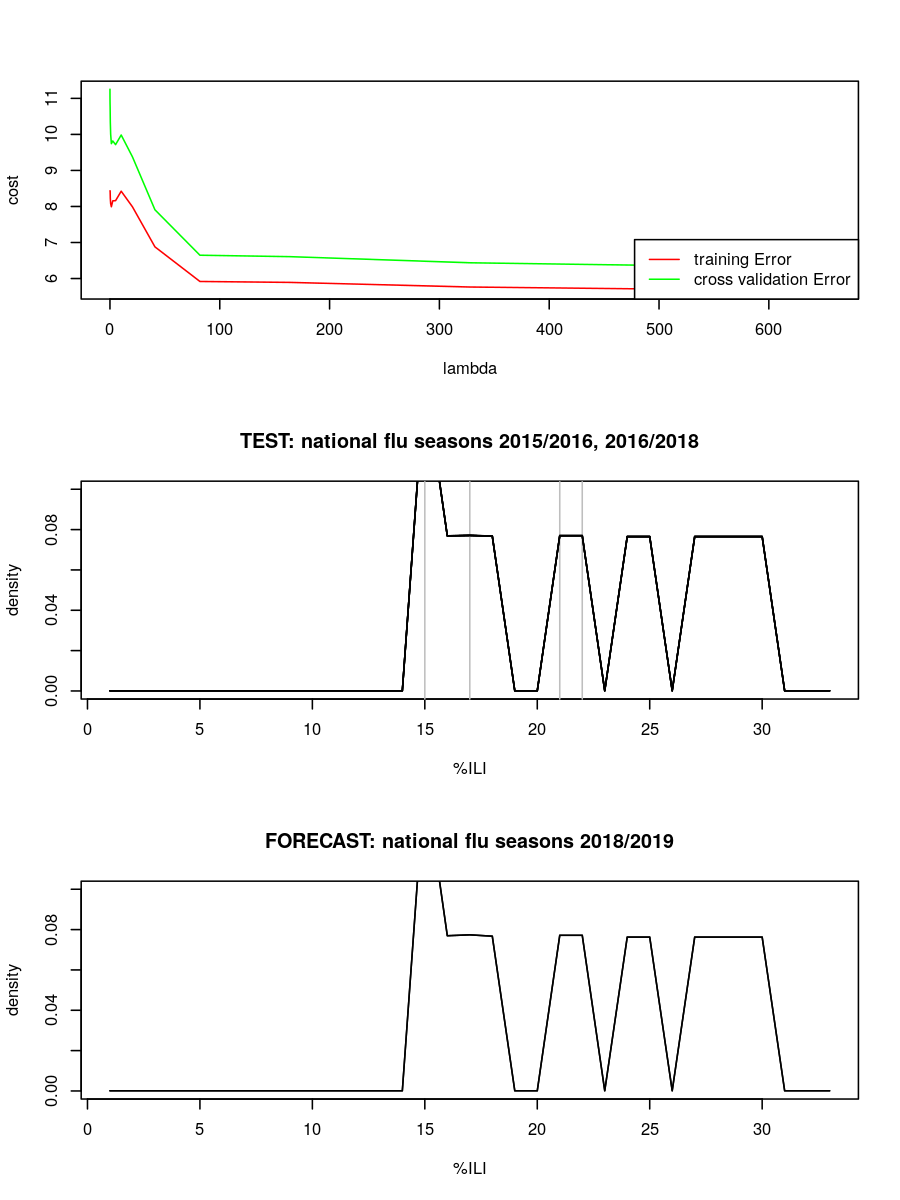 11
10
9
8
7
6
cost
training Error
cross validation Error
0 100 200 300 400 500 600
lambda
TEST: national flu seasons 2015/2016, 2016/2018
0.08
0.04
0.00
density
0 5 10 15 20 25 30
%ILI
FORECAST: national flu seasons 2018/2019
0.08
0.04
0.00
density
0 5 10 15 20 25 30
%ILI